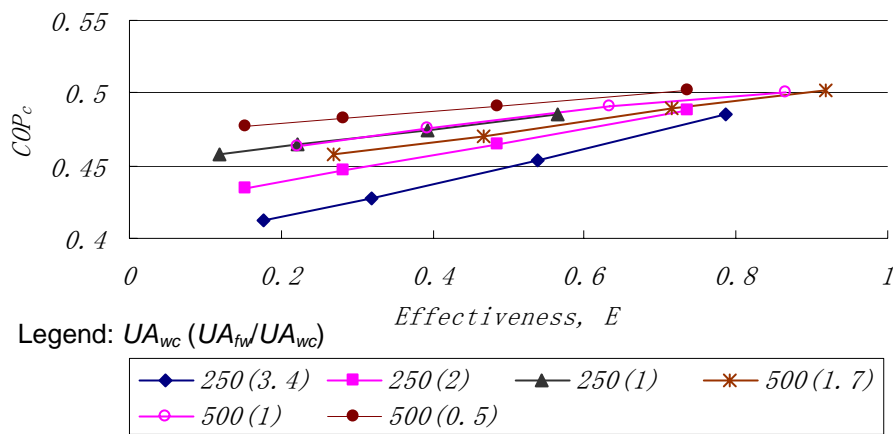 0.55
0.5
0.45
0.4
COPc
0 0.2 0.4 0.6 0.8 1
Effectiveness, E
Legend: UAwc (UAfw/UAwc)
250(3.4) 250(2) 250(1) 500(1.7)
500(1) 500(0.5)